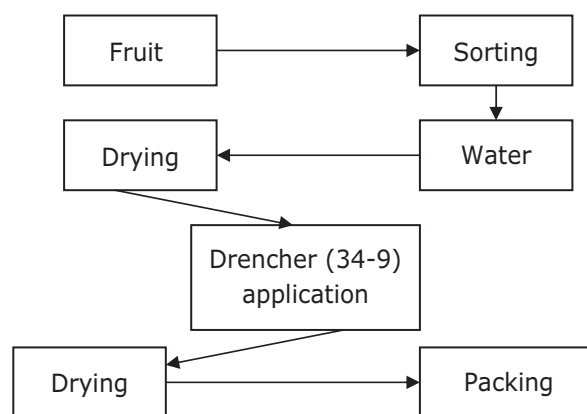 Fruit
Sorting
Drying
Water
Drencher (34-9)
application
Drying
Packing